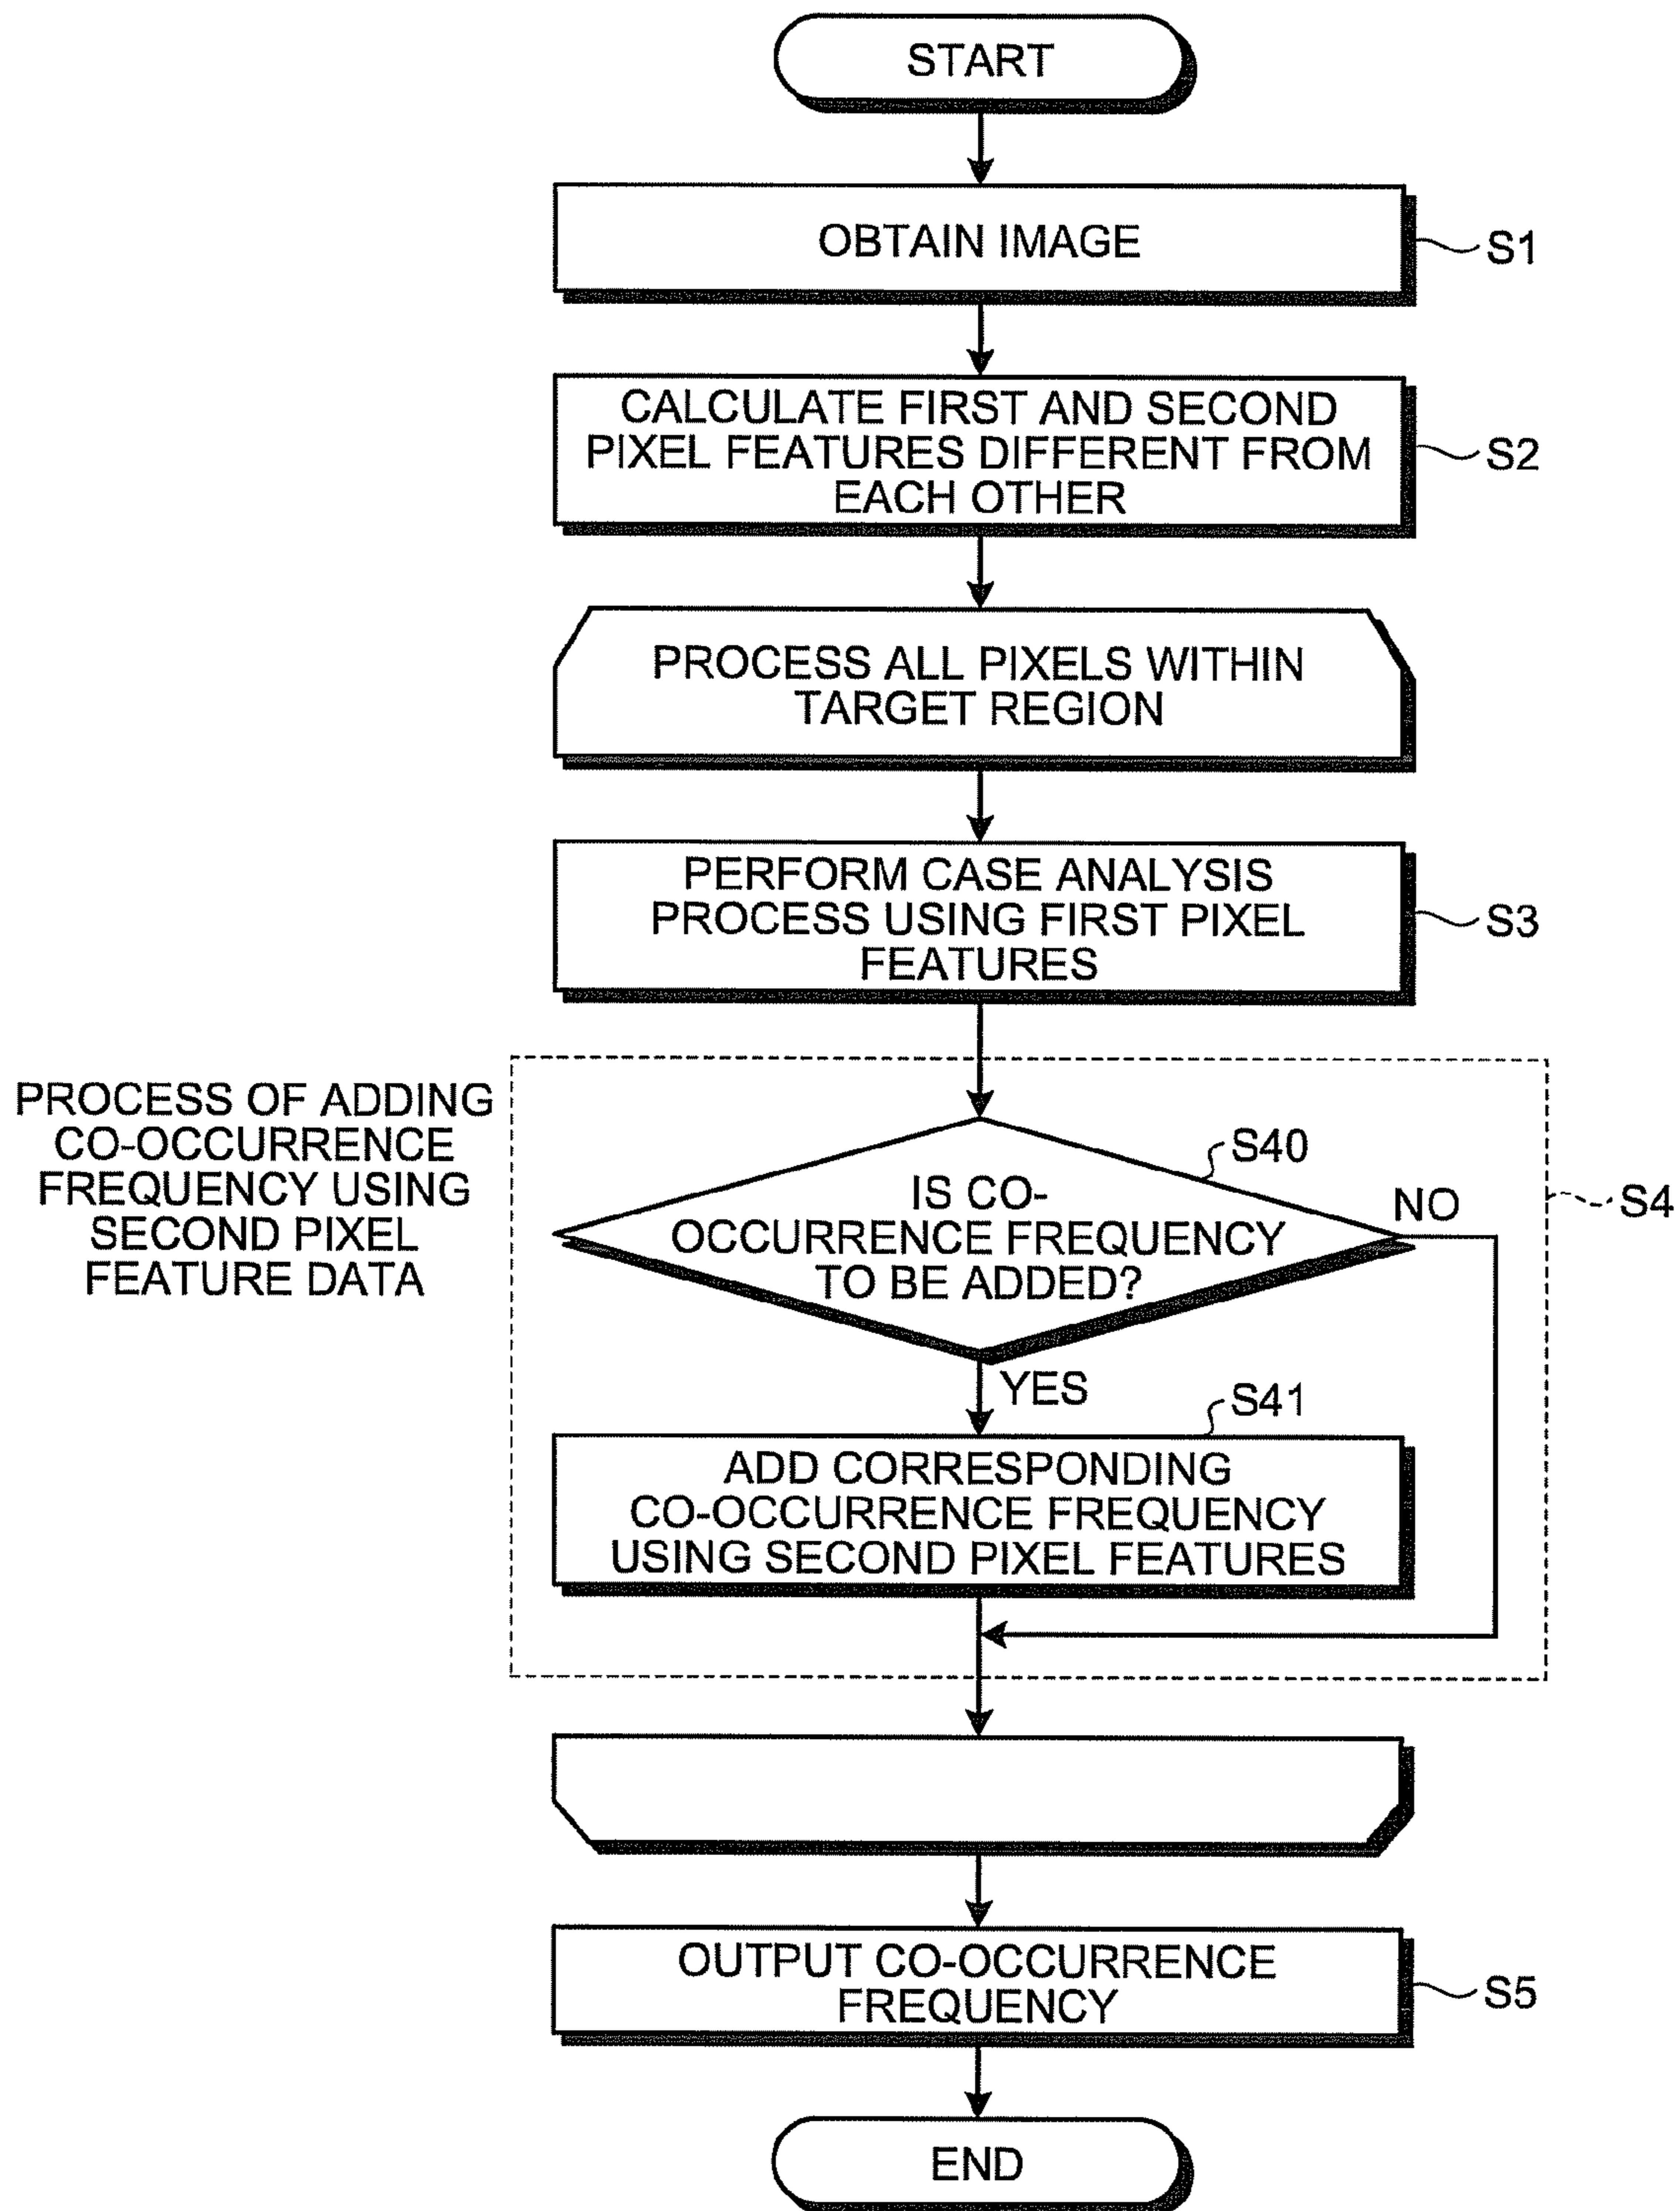 START
OBTAIN IMAGE
S1
CALCULATE FIRST AND SECOND
PIXEL FEATURES DIFFERENT FROM
EACH OTHER
S2
PROCESS ALL PIXELS WITHIN
TARGET REGION
PERFORM CASE ANALYSIS
PROCESS USING FIRST PIXEL
FEATURES
S3
PROCESS OF ADDING
CO-OCCURRENCE
FREQUENCY USING
SECOND PIXEL
FEATURE DATA
S40
IS CO-
OCCURRENCE FREQUENCY
TO BE ADDED?
NO
S4
YES
S41
ADD CORRESPONDING
CO-OCCURRENCE FREQUENCY
USING SECOND PIXEL FEATURES
OUTPUT CO-OCCURRENCE
FREQUENCY
S5
END